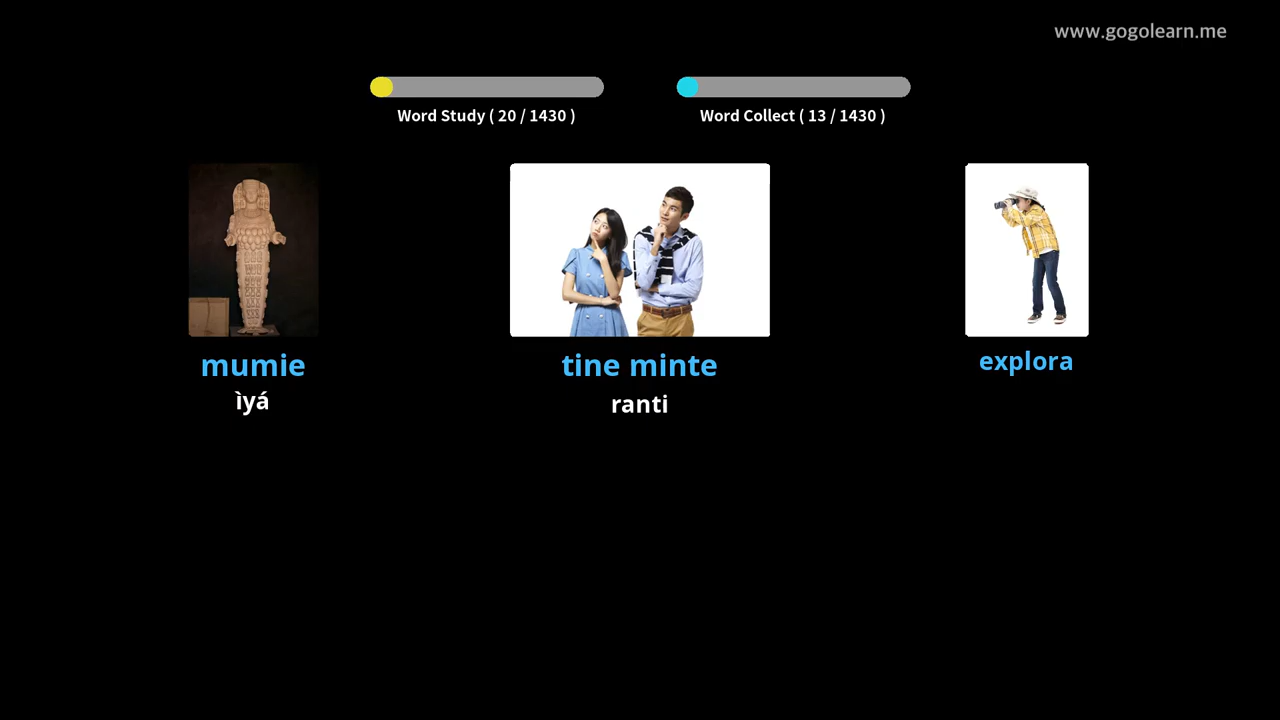 www.gogolearn.me
Word Study ( 20 / 1430 )
Word Collect ( 13 / 1430 )
mumie
ìyá
tine minte
ranti
explora